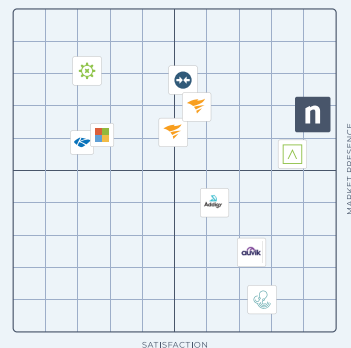 n
MARKET PRESENCE
Addigy
auvik
SATISFACTION